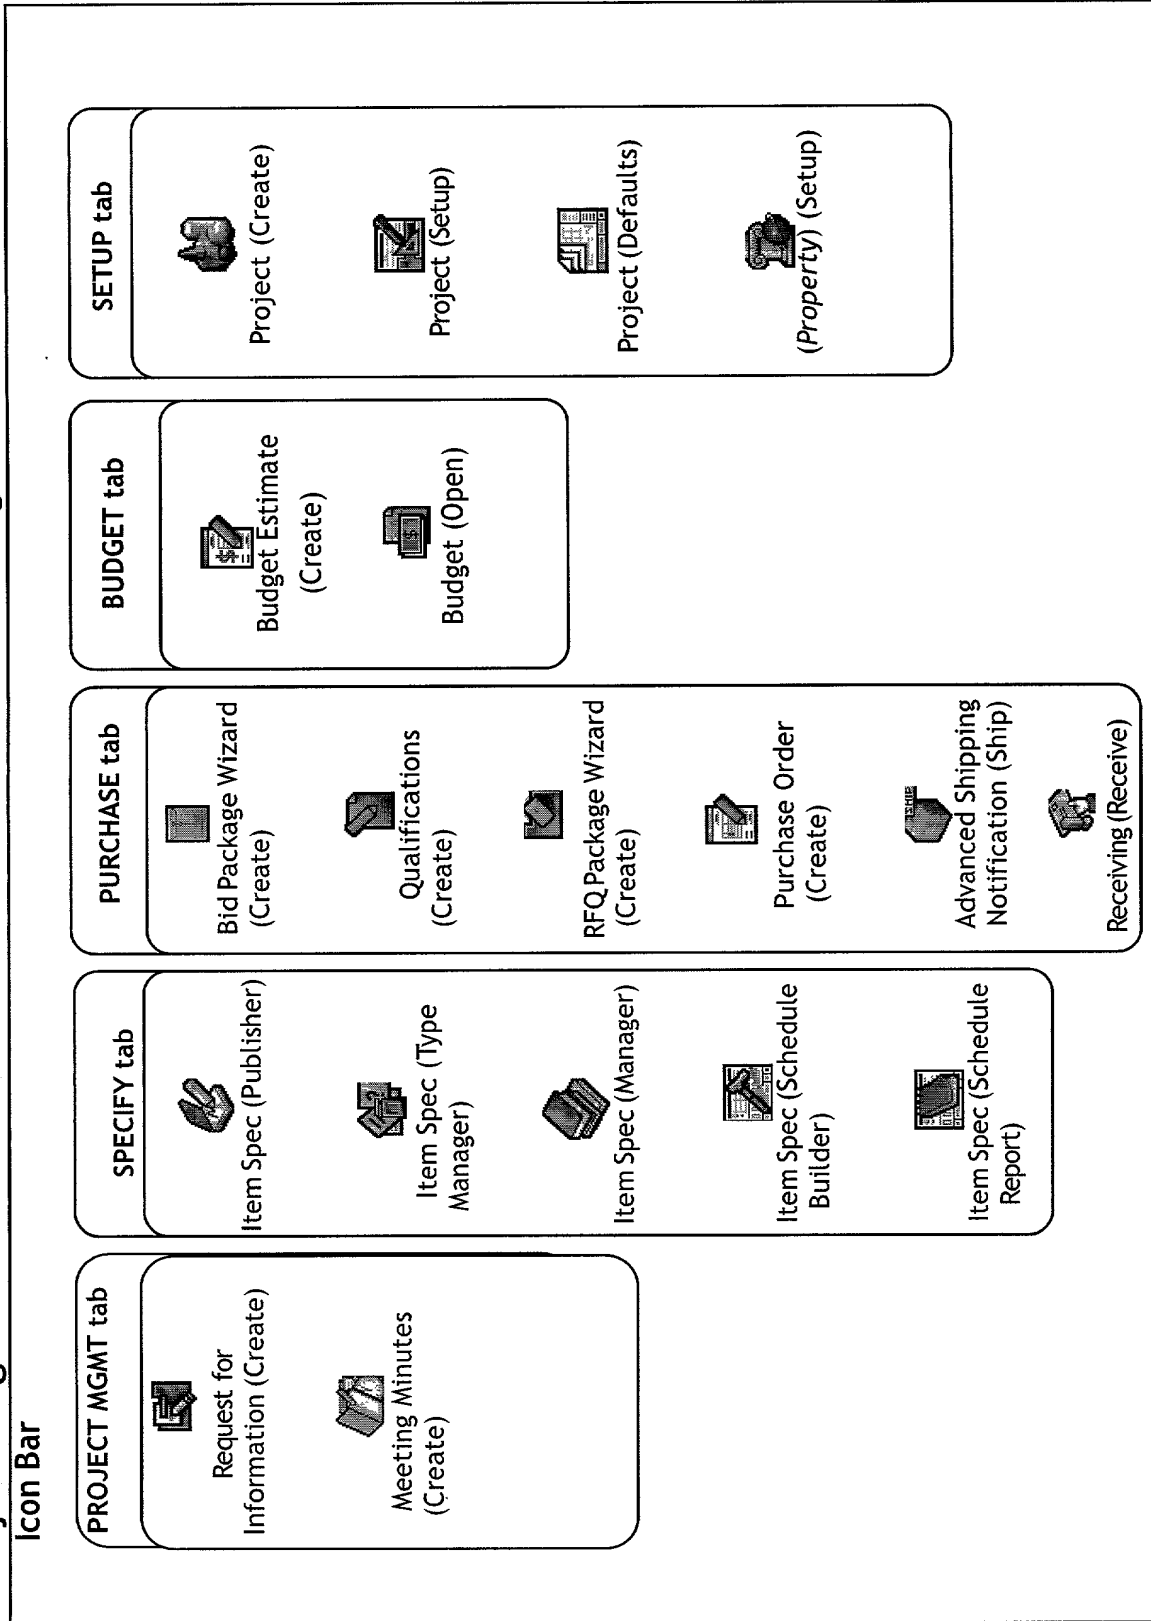 Icon Bar
PROJECT MGMT tab
Request for
Information (Create)
Meeting Minutes
(Create)
SPECIFY tab
Item Spec (Publisher)
Item Spec (Type
Manager)
Item Spec (Manager)
Item Spec (Schedule
Builder)
Item Spec (Schedule
Report)
PURCHASE tab
Bid Package Wizard
(Create)
Qualifications
(Create)
RFQ Package Wizard
(Create)
Purchase Order
(Create)
SHIP
Advanced Shipping
Notification (Ship)
Receiving (Receive)
BUDGET tab
$
Budget Estimate
(Create)
$
Budget (Open)
SETUP tab
Project (Create)
Project (Setup)
Project (Defaults)
(Property) (Setup)